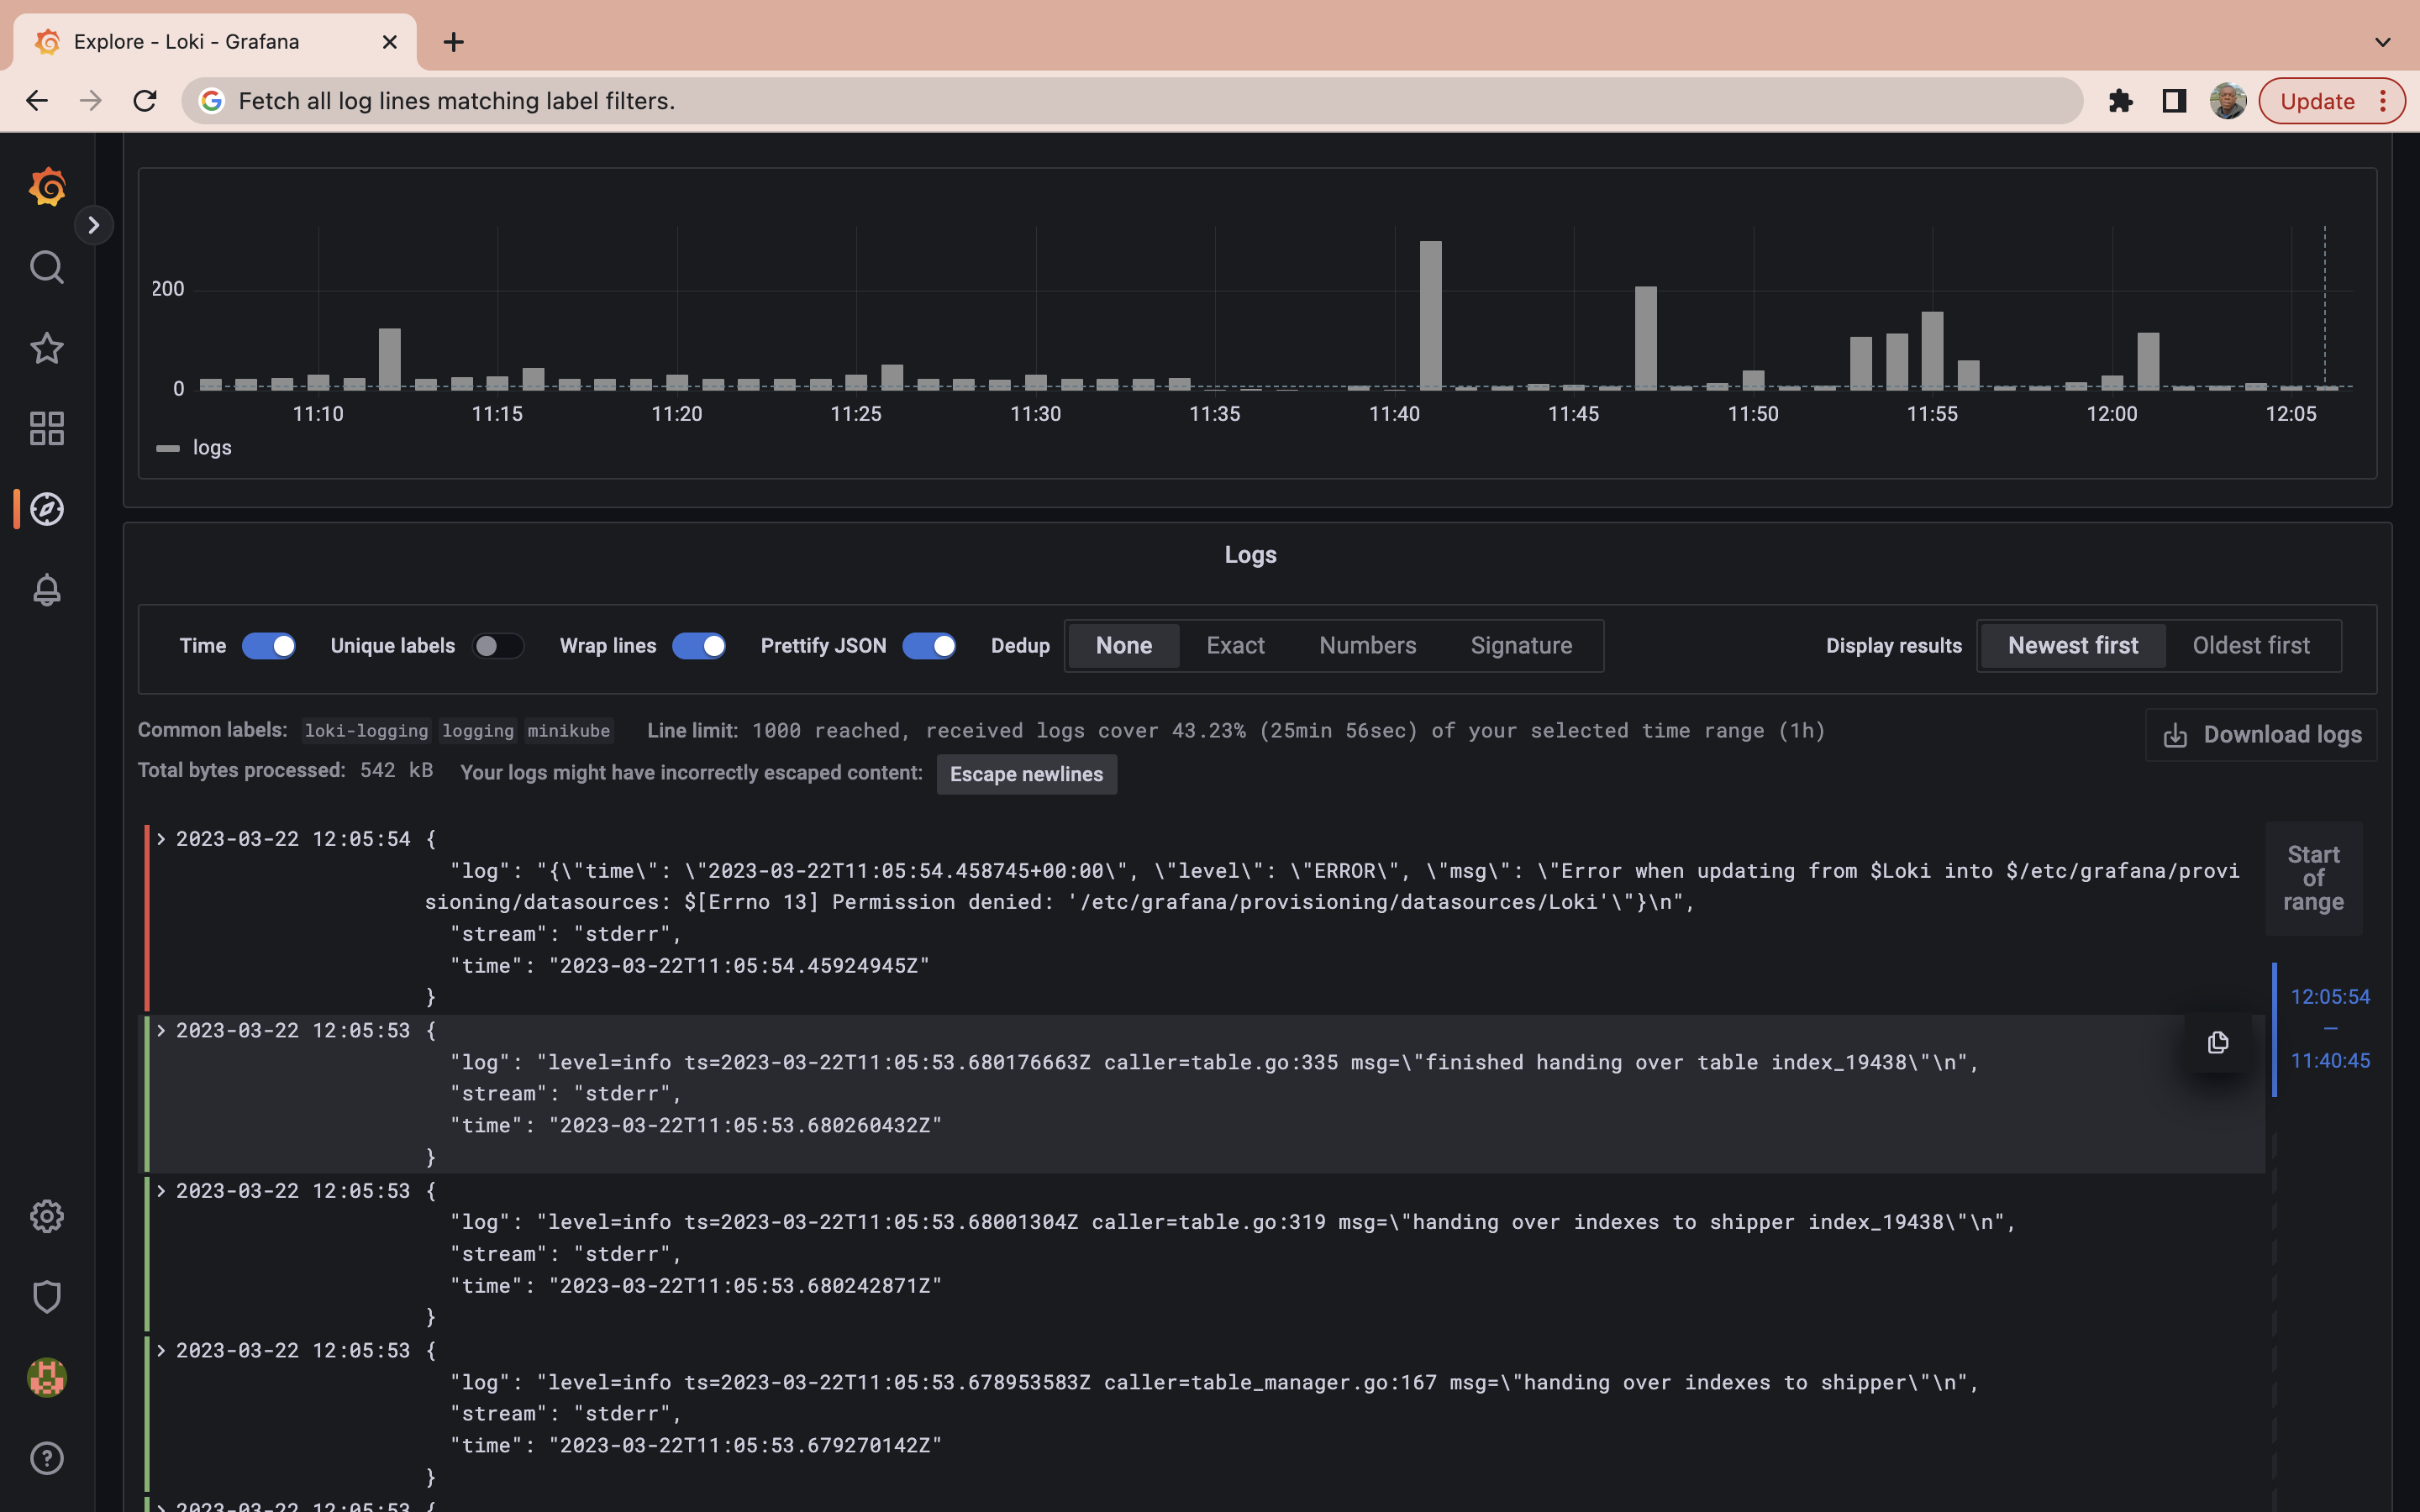 Explore - Loki - Grafana
Fetch all log lines matching label filters.
Update
200
0
11:10 11:15 11:20 11:25 11:30 11:35 11:40 11:45 11:50 11:55 12:00 12:05
logs
Logs
Time Unique labels Wrap lines Prettify JSON Dedup None Exact Numbers Signature Display results Newest first Oldest first
Common labels: loki-logging logging minikube Line limit: 1000 reached, received logs cover 43.23% (25min 56sec) of your selected time range (1h)
Download logs
Total bytes processed: 542 kB Your logs might have incorrectly escaped content: Escape newlines
2023-03-22 12:05:54 {
"log": "{\"time\": \"2023-03-22T11:05:54.458745+00:00\", \"level\": \"ERROR\", \"msg\": \"Error when updating from $Loki into $/etc/grafana/provi
sioning/datasources: $[Errno 13] Permission denied: '/etc/grafana/provisioning/datasources/Loki'\"}\n",
"stream": "stderr",
"time": "2023-03-22T11:05:54.45924945Z"
}
2023-03-22 12:05:53 {
"log": "level=info ts=2023-03-22T11:05:53.680176663Z caller=table.go:335 msg=\"finished handing over table index_19438\"\n",
"stream": "stderr",
"time": "2023-03-22T11:05:53.680260432Z"
}
2023-03-22 12:05:53 {
"log": "level=info ts=2023-03-22T11:05:53.68001304Z caller=table.go:319 msg=\"handing over indexes to shipper index_19438\"\n",
"stream": "stderr",
"time": "2023-03-22T11:05:53.680242871Z"
}
2023-03-22 12:05:53 {
"log": "level=info ts=2023-03-22T11:05:53.678953583Z caller=table_manager.go:167 msg=\"handing over indexes to shipper\"\n",
"stream": "stderr",
"time": "2023-03-22T11:05:53.679270142Z"
}
2023-03-22 12:05:53 {
Start
of
range
12:05:54
—
11:40:45